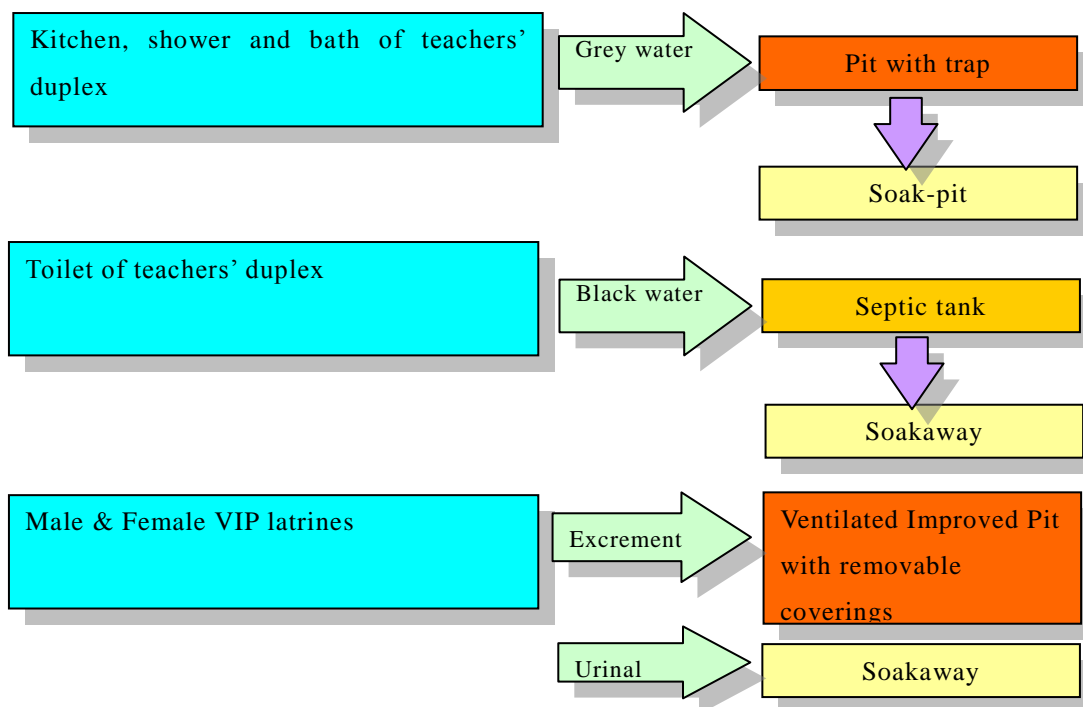 Kitchen, shower and bath of teachers’
duplex
Grey water
Pit with trap
Soak-pit
Toilet of teachers’ duplex
Black water
Septic tank
Soakaway
Male & Female VIP latrines
Excrement
Ventilated Improved Pit
with removable
coverings
Urinal
Soakaway